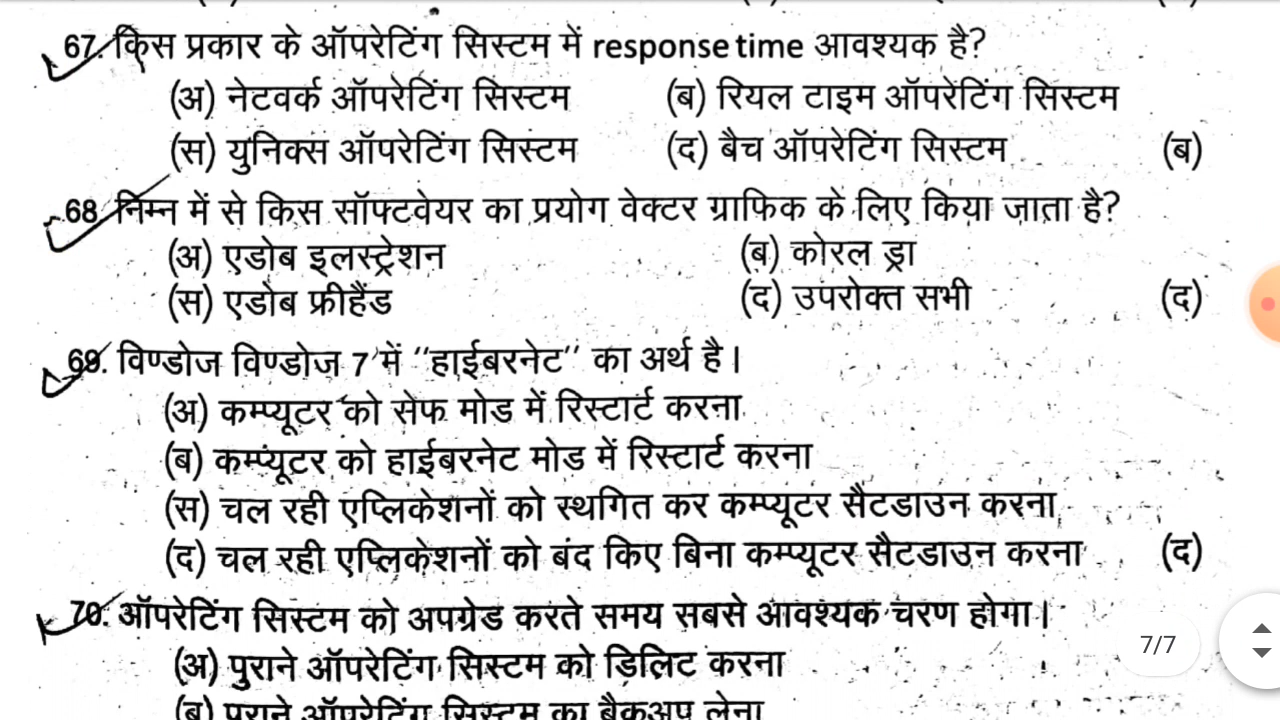 67. किस प्रकार के ऑपरेटिंग सिस्टम में response time आवश्यक है?
(अ) नेटवर्क ऑपरेटिंग सिस्टम (ब) रियल टाइम ऑपरेटिंग सिस्टम
(स) युनिक्स ऑपरेटिंग सिस्टम (द) बैच ऑपरेटिंग सिस्टम (ब)
68. निम्न में से किस सॉफ्टवेयर का प्रयोग वेक्टर ग्राफिक के लिए किया जाता है?
(अ) एडोब इलस्ट्रेशन (ब) कोरल ड्रा
(स) एडोब फ्रीहैंड (द) उपरोक्त सभी (द)
69. विण्डोज विण्डोज 7 में "हाईबरनेट" का अर्थ है।
(अ) कम्प्यूटर को सेफ मोड में रिस्टार्ट करना
(ब) कम्प्यूटर को हाईबरनेट मोड में रिस्टार्ट करना
(स) चल रही एप्लिकेशनों को स्थगित कर कम्प्यूटर सैटडाउन करना
(द) चल रही एप्लिकेशनों को बंद किए बिना कम्प्यूटर सैटडाउन करना (द)
70. ऑपरेटिंग सिस्टम को अपग्रेड करते समय सबसे आवश्यक चरण होगा।
7/7
(अ) पुराने ऑपरेटिंग सिस्टम को डिलिट करना
(ब) पुराने ऑपरेटिंग सिस्टम का बैकअप लेना